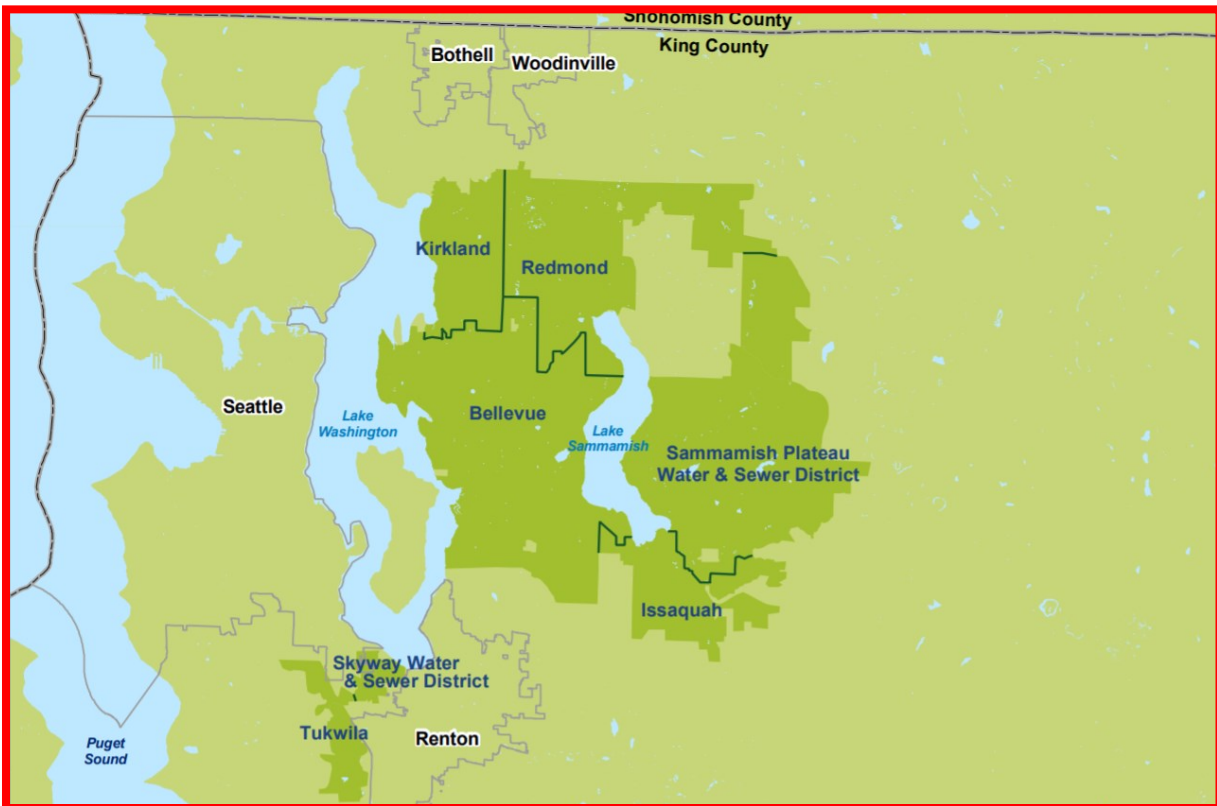 Snohomish County
King County
Bothell
Woodinville
Kirkland
Redmond
Seattle
Lake
Washington
Bellevue
Lake
Sammamish
Sammamish Plateau
Water & Sewer District
Issaquah
Skyway Water
& Sewer District
Tukwila
Renton
Puget
Sound